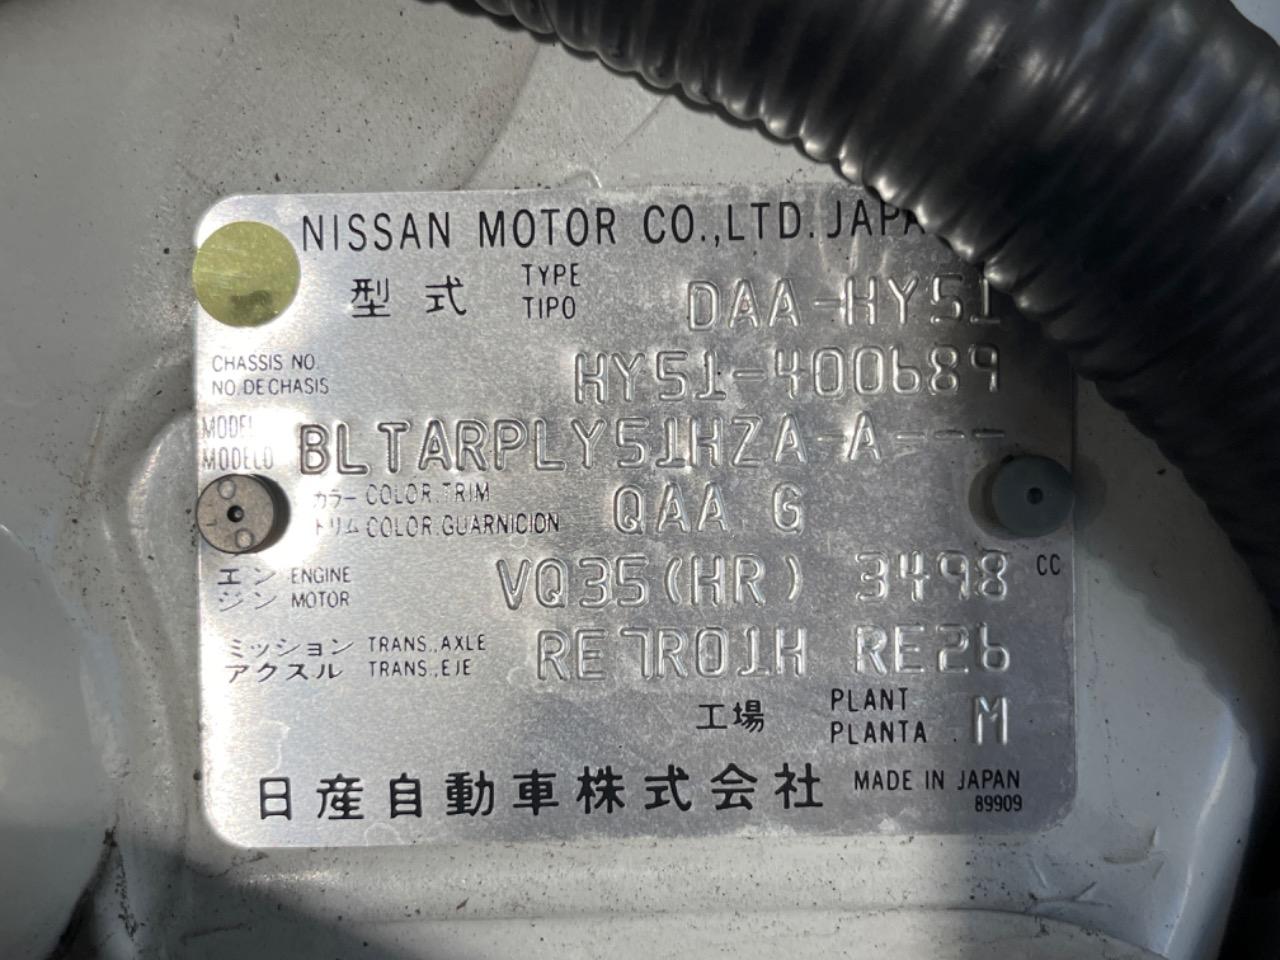 NISSAN MOTOR CO.,LTD. JAPA
型式 TYPE TIPO DAA-HY51
CHASSIS NO. NO. DE CHASIS HY51-400689
MODEL MODELO BLTARPLY51HZA-A---
カラー COLOR.TRIM
トリム COLOR.GUARNICION QAA G
エンジン ENGINE MOTOR VQ35(HR) 3498 CC
ミッション TRANS.,AXLE
アクスル TRANS.,EJE RE7R01H RE26
工場 PLANT PLANTA M
日産自動車株式会社 MADE IN JAPAN
89909